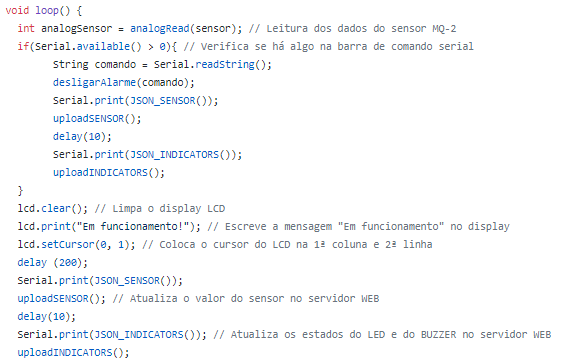 void loop() {
int analogSensor = analogRead(sensor); // Leitura dos dados do sensor MQ-2
if(Serial.available() > 0){ // Verifica se há algo na barra de comando serial
String comando = Serial.readString();
desligarAlarme(comando);
Serial.print(JSON_SENSOR());
uploadSENSOR();
delay(10);
Serial.print(JSON_INDICATORS());
uploadINDICATORS();
}
lcd.clear(); // Limpa o display LCD
lcd.print("Em funcionamento!"); // Escreve a mensagem "Em funcionamento" no display
lcd.setCursor(0, 1); // Coloca o cursor do LCD na 1ª coluna e 2ª linha
delay (200);
Serial.print(JSON_SENSOR());
uploadSENSOR(); // Atualiza o valor do sensor no servidor WEB
delay(10);
Serial.print(JSON_INDICATORS()); // Atualiza os estados do LED e do BUZZER no servidor WEB
uploadINDICATORS();